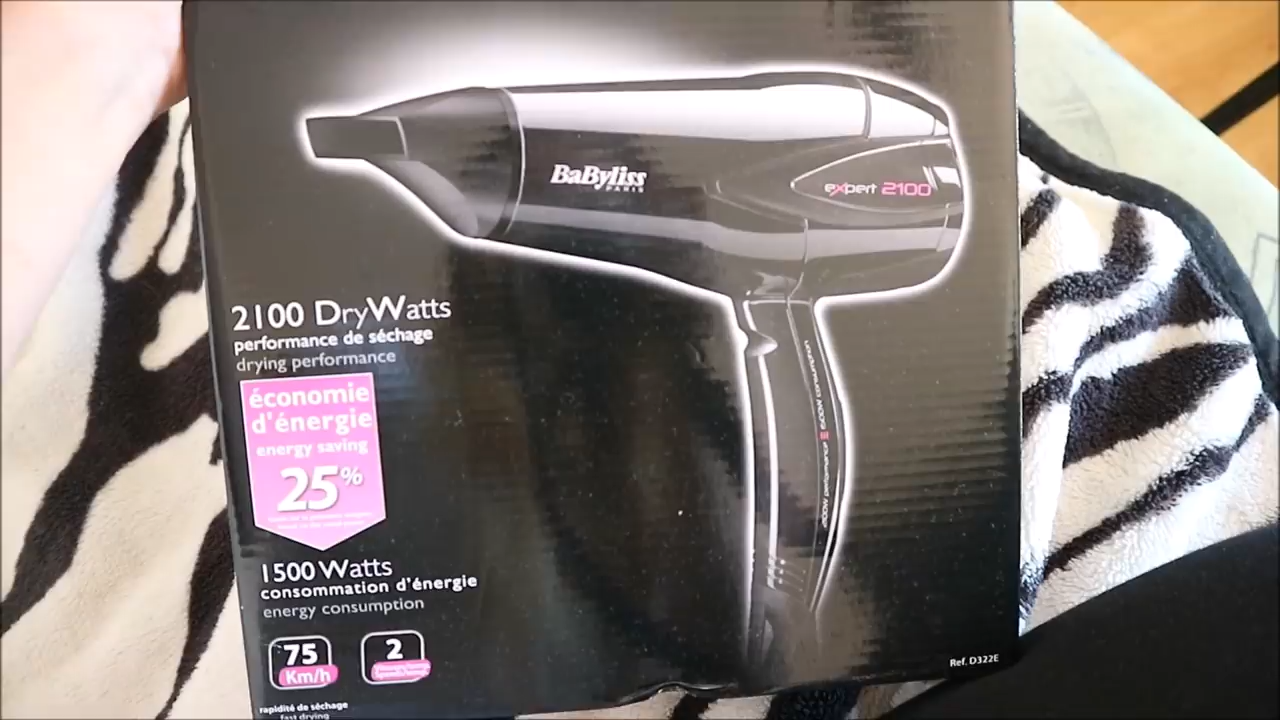 BaByliss
PARIS
expert 2100
2100 DryWatts
performance de séchage
drying performance
économie
d'énergie
energy saving
25%
1500 Watts
consommation d'énergie
energy consumption
75
Km/h
2
rapidité de séchage
fast drying
Ref. D322E